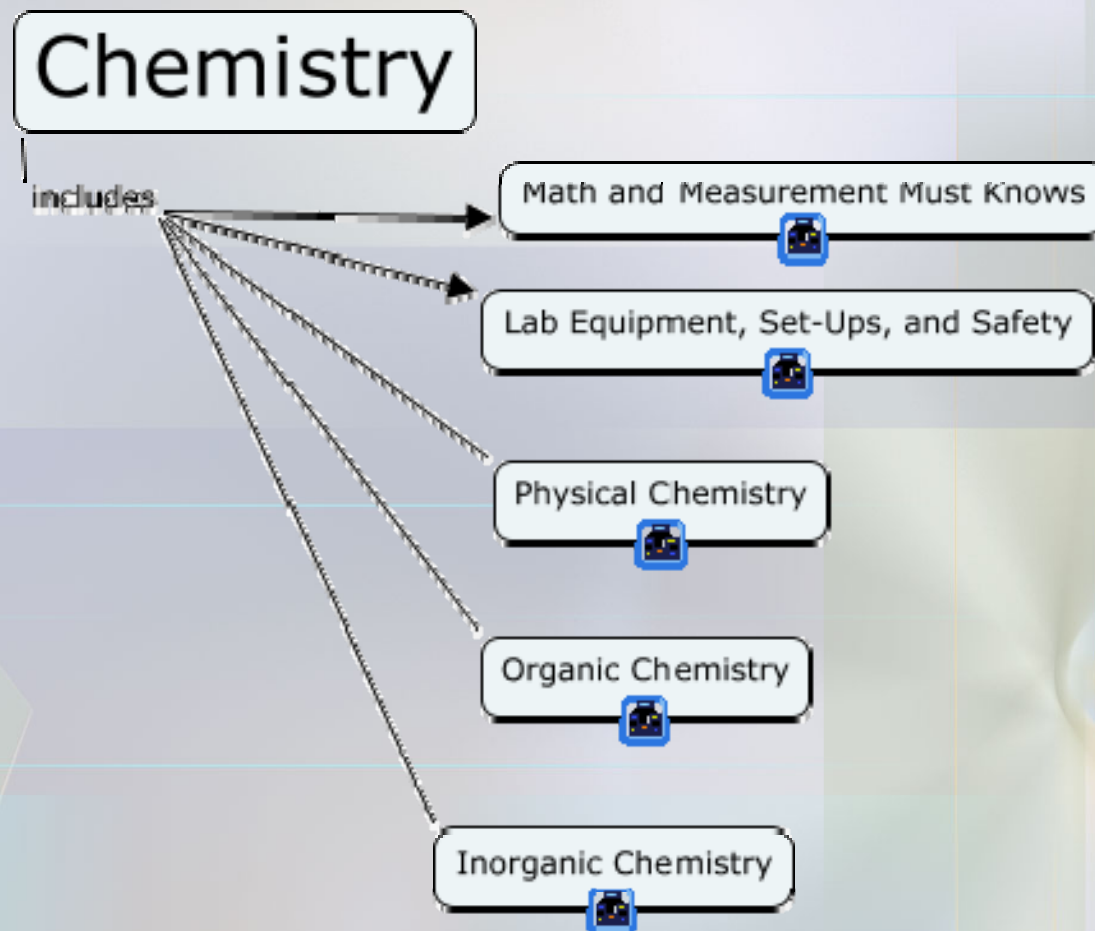 Chemistry
includes
Math and Measurement Must Knows
Lab Equipment, Set-Ups, and Safety
Physical Chemistry
Organic Chemistry
Inorganic Chemistry